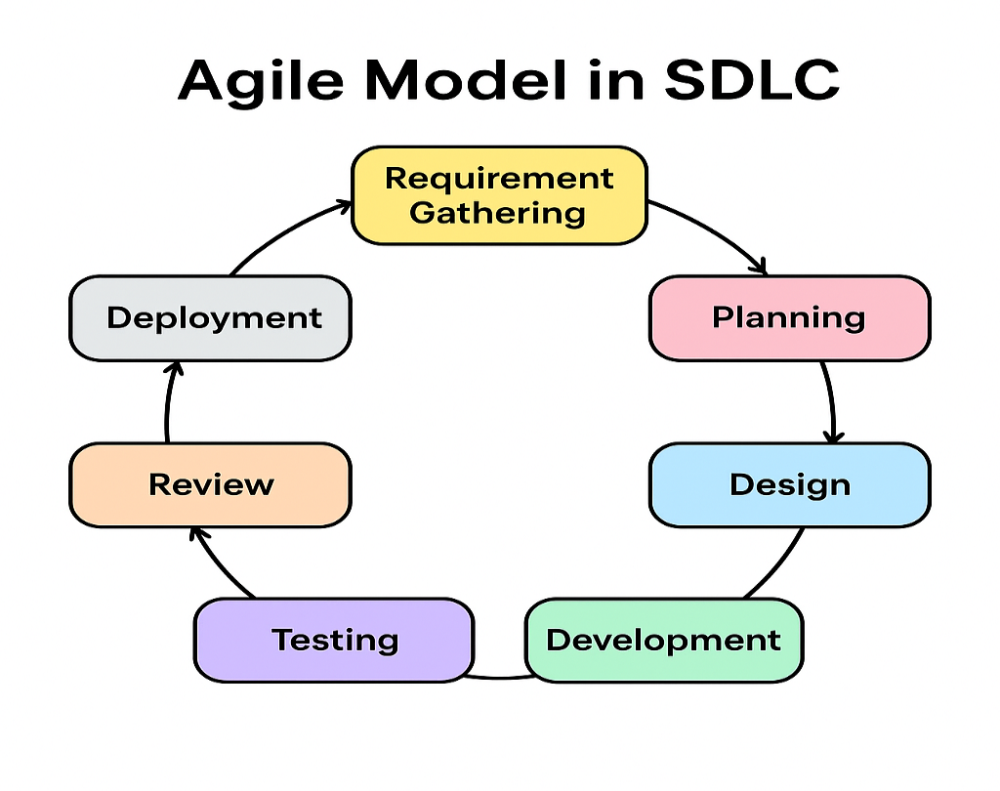 Agile Model in SDLC
Requirement
Gathering
Planning
Design
Development
Testing
Review
Deployment